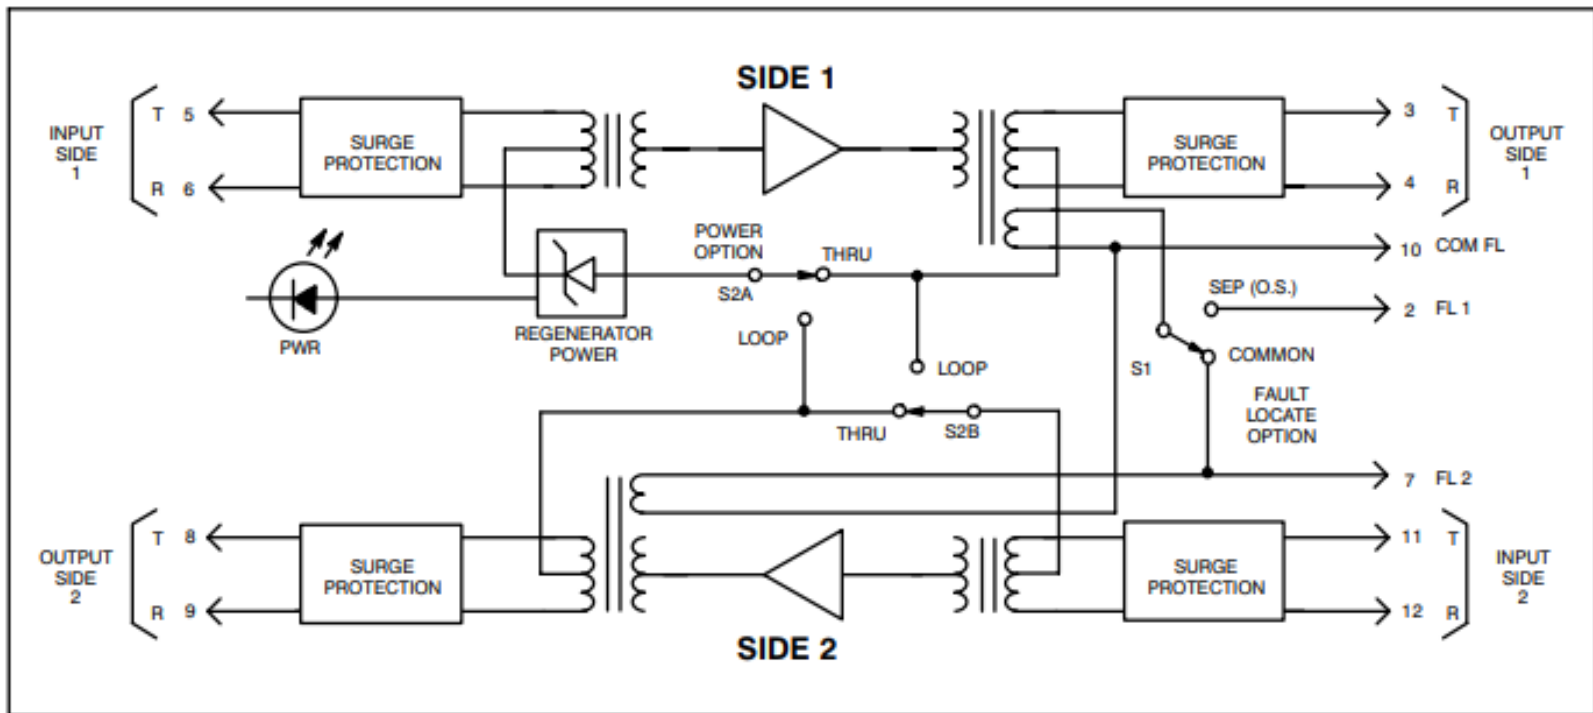 SIDE 1
INPUT
SIDE
1
T 5
R 6
SURGE
PROTECTION
SURGE
PROTECTION
3 T
4 R
OUTPUT
SIDE
1
10 COM FL
POWER
OPTION
THRU
S2A
LOOP
REGENERATOR
POWER
PWR
SEP (O.S.)
2 FL 1
S1
COMMON
FAULT
LOCATE
OPTION
LOOP
THRU
S2B
7 FL 2
OUTPUT
SIDE
2
T 8
R 9
SURGE
PROTECTION
SURGE
PROTECTION
11 T
12 R
INPUT
SIDE
2
SIDE 2